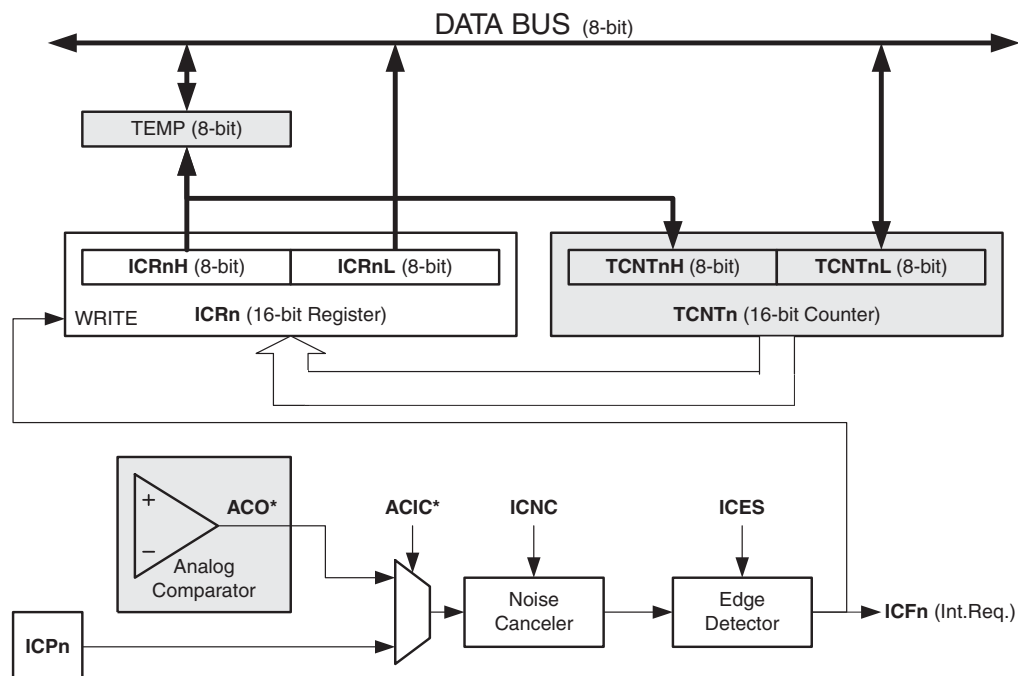 DATA BUS (8-bit)
TEMP (8-bit)
ICRnH (8-bit) ICRnL (8-bit)
TCNTnH (8-bit) TCNTnL (8-bit)
WRITE
ICRn (16-bit Register)
TCNTn (16-bit Counter)
+
−
ACO*
Analog
Comparator
ACIC*
ICNC
ICES
Noise
Canceler
Edge
Detector
ICFn (Int.Req.)
ICPn